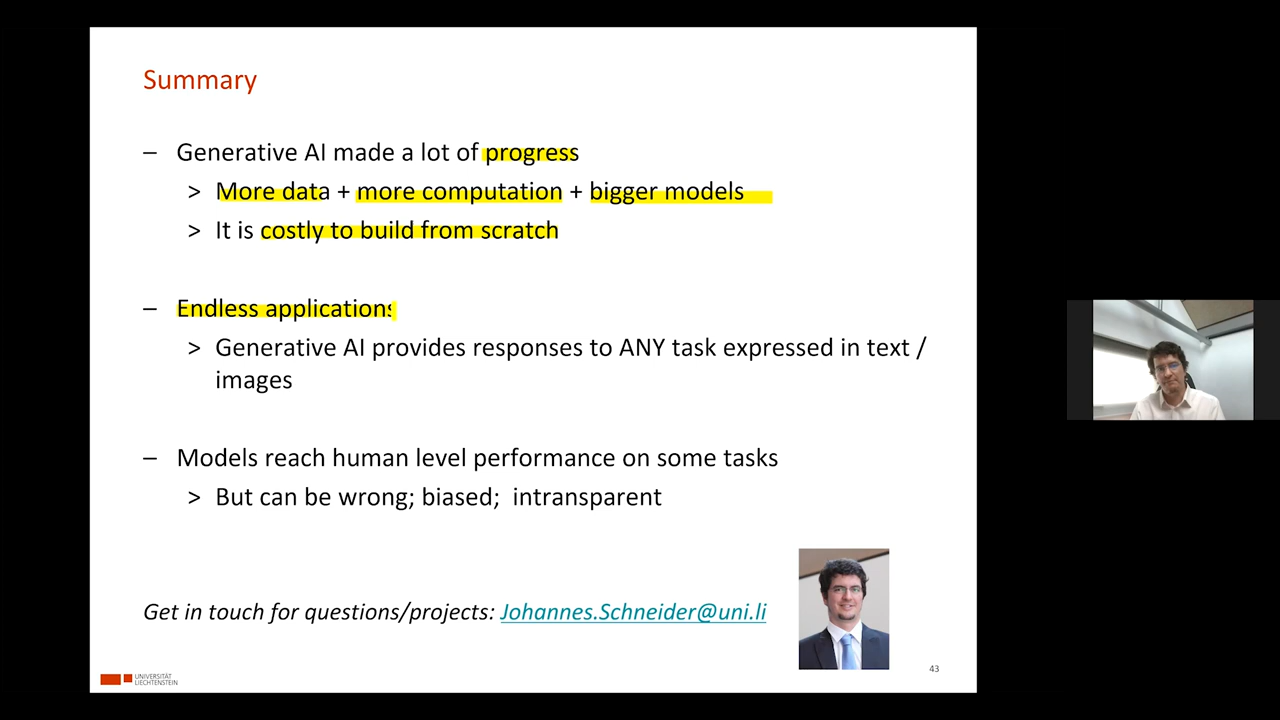 Summary
– Generative AI made a lot of progress
> More data + more computation + bigger models
> It is costly to build from scratch
– Endless applications
> Generative AI provides responses to ANY task expressed in text /
images
– Models reach human level performance on some tasks
> But can be wrong; biased; intransparent
Get in touch for questions/projects: Johannes.Schneider@uni.li
UNIVERSITÄT
LIECHTENSTEIN
43